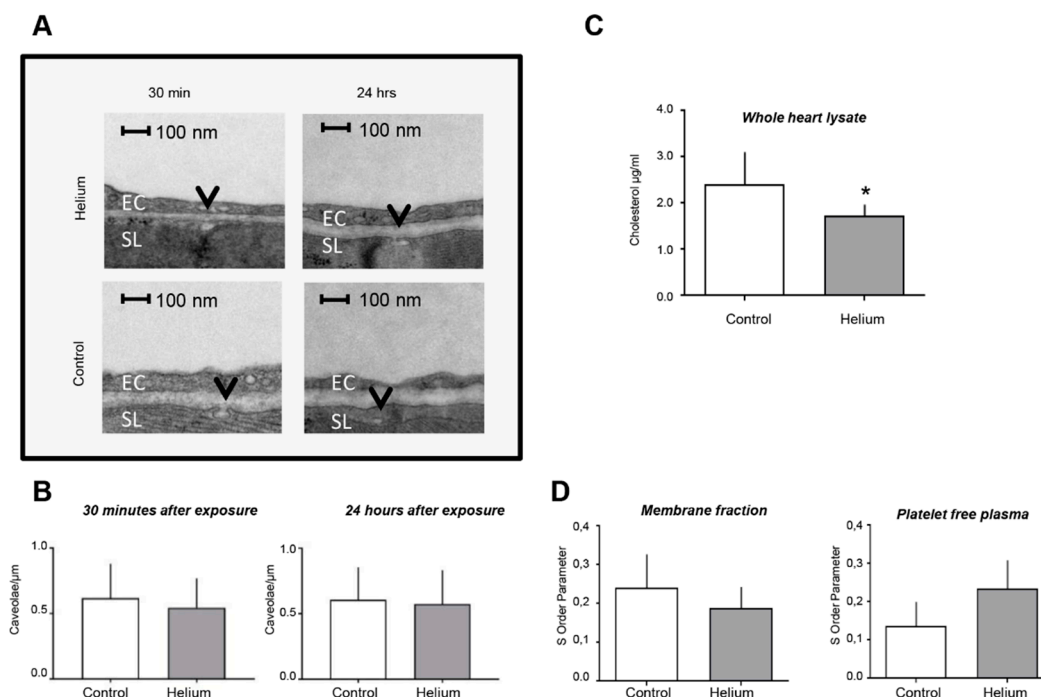 A
30 min
24 hrs
Helium
100 nm
EC
SL
100 nm
EC
SL
Control
100 nm
EC
SL
100 nm
EC
SL
B
30 minutes after exposure
Caveolae/µm
1.0
0.5
0.0
Control
Helium
24 hours after exposure
Caveolae/µm
1.0
0.5
0.0
Control
Helium
C
Whole heart lysate
Cholesterol µg/ml
4.0
3.0
2.0
1.0
0.0
*
Control
Helium
D
Membrane fraction
S Order Parameter
0,4
0,3
0,2
0,1
0,0
Control
Helium
Platelet free plasma
S Order Parameter
0,4
0,3
0,2
0,1
0,0
Control
Helium